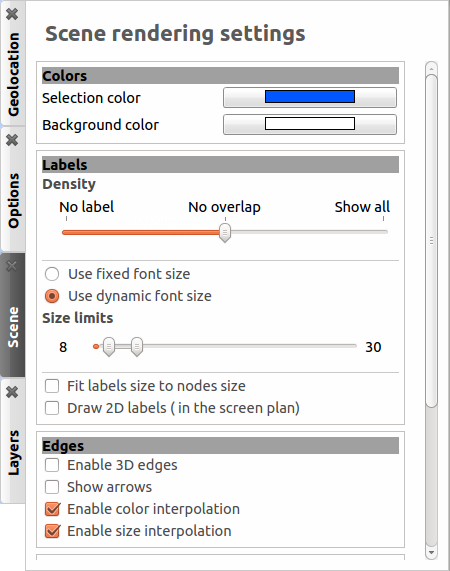 Scene rendering settings
Geolocation
Options
Scene
Layers
Colors
Selection color
Background color
Labels
Density
No label No overlap Show all
Use fixed font size
Use dynamic font size
Size limits
8 30
Fit labels size to nodes size
Draw 2D labels ( in the screen plan)
Edges
Enable 3D edges
Show arrows
Enable color interpolation
Enable size interpolation